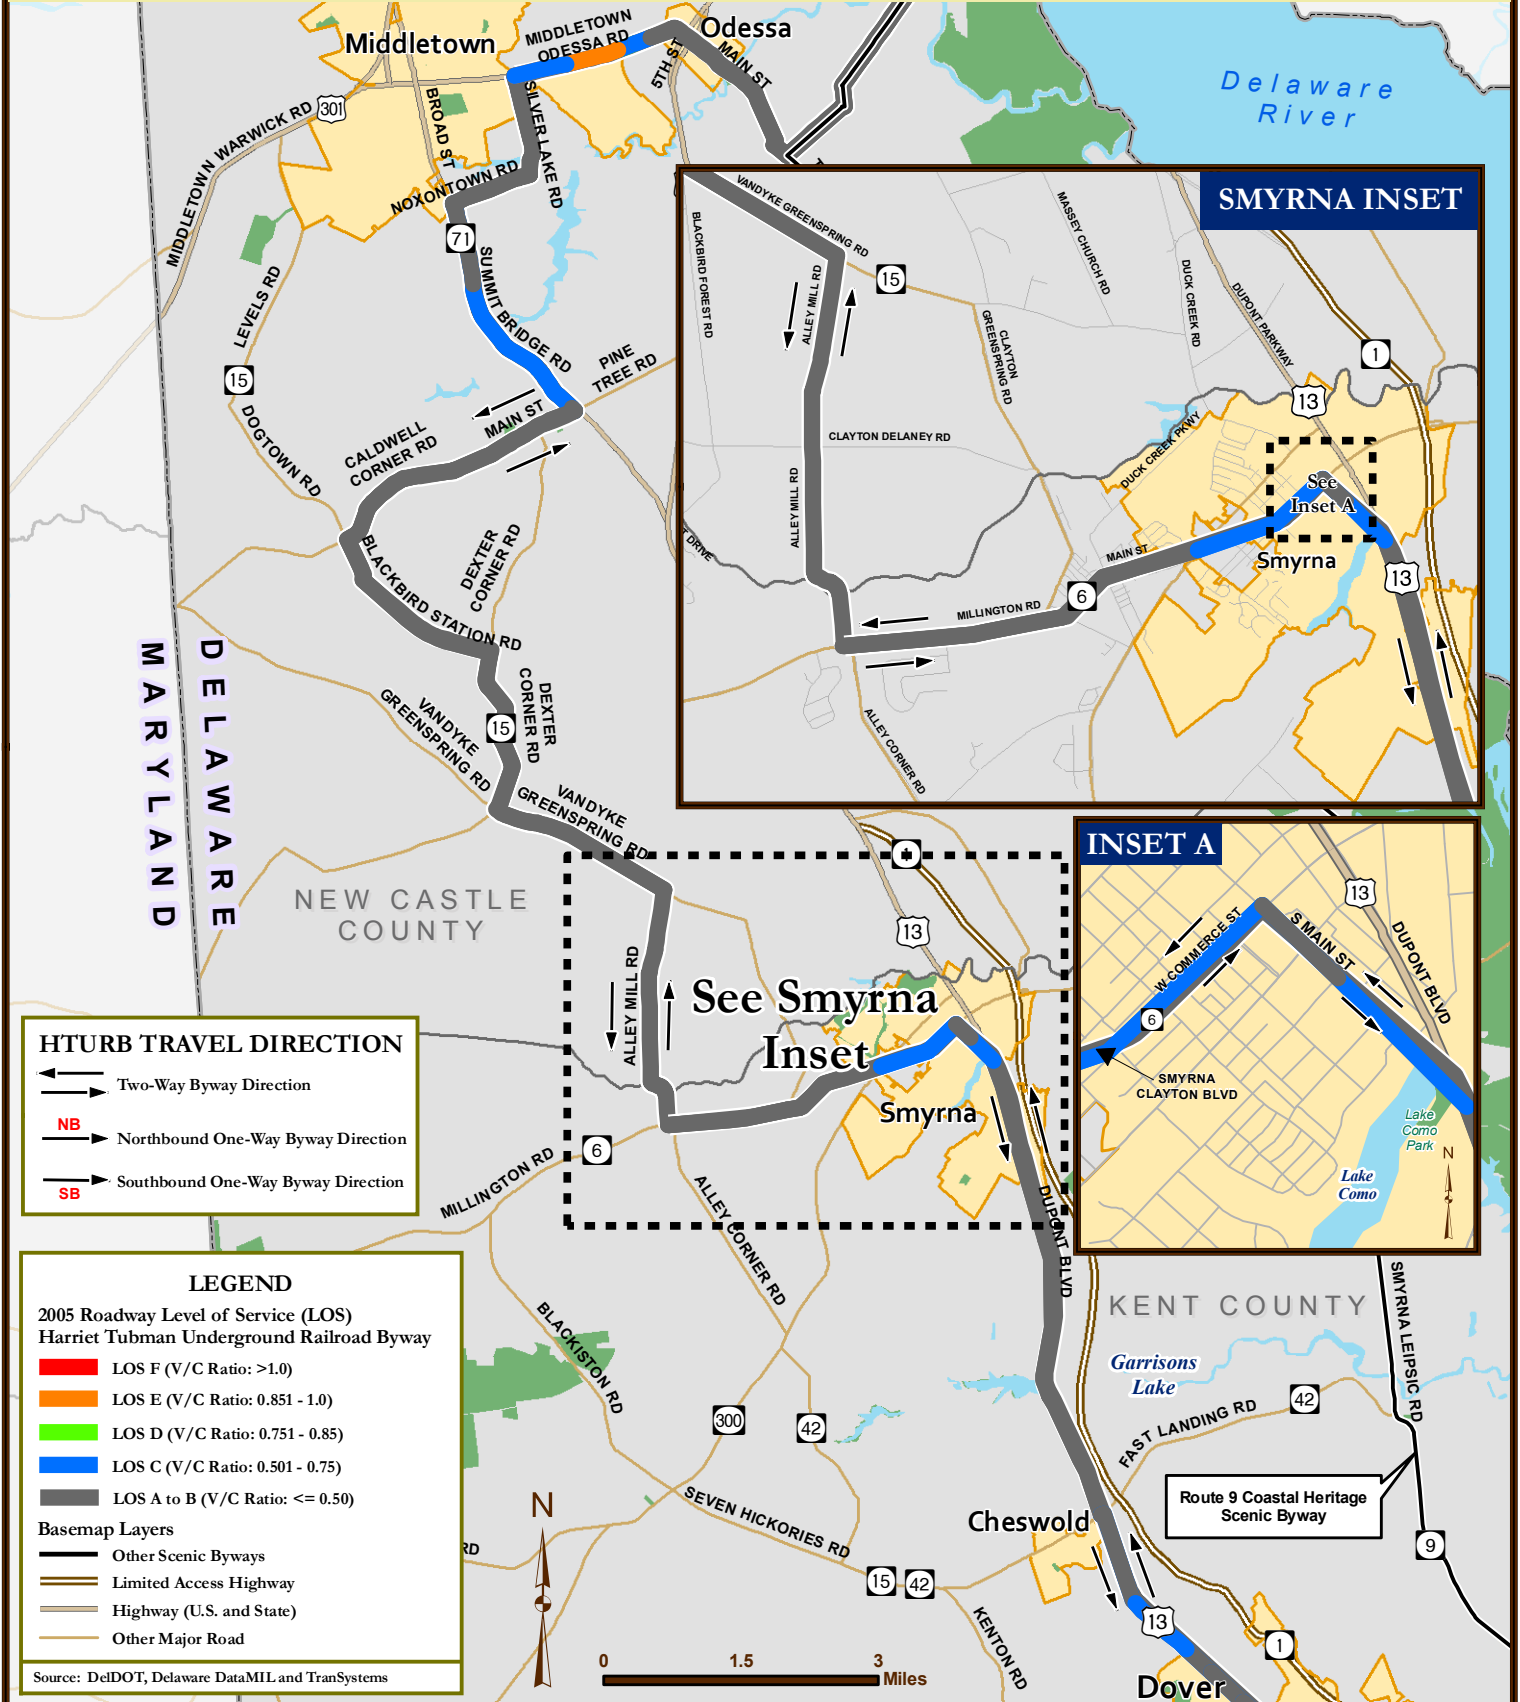 Middletown
MIDDLETOWN
ODESSA RD
Odessa
MAIN ST
5TH ST
301
MIDDLETOWN WARWICK RD
BROAD ST
SILVER LAKE RD
NOXONTOWN RD
71
SUMMIT BRIDGE RD
LEVELS RD
15
DOGTOWN RD
PINE
TREE RD
MAIN ST
CALDWELL
CORNER RD
DEXTER
CORNER RD
BLACKBIRD STATION RD
DEXTER
CORNER RD
15
VANDYKE
GREENSPRING RD
VANDYKE
GREENSPRING RD
MARYLAND
DELAWARE
NEW CASTLE
COUNTY
Delaware
River
SMYRNA INSET
VANDYKE GREENSPRING RD
BLACKBIRD FOREST RD
ALLEY MILL RD
15
CLAYTON
GREENSPRING RD
MASSEY CHURCH RD
DUCK CREEK RD
DUPONT PARKWAY
1
13
CLAYTON DELANEY RD
DUCK CREEK PKWY
ALLEY MILL RD
T DRIVE
See
Inset A
MAIN ST
Smyrna
13
6
MILLINGTON RD
ALLEY CORNER RD
INSET A
13
W COMMERCE ST
S MAIN ST
DUPONT BLVD
6
SMYRNA
CLAYTON BLVD
Lake
Como
Park
Lake
Como
N
13
ALLEY MILL RD
See Smyrna
Inset
Smyrna
6
MILLINGTON RD
ALLEY CORNER RD
DUPONT BLVD
HTURB TRAVEL DIRECTION
Two-Way Byway Direction
NB
Northbound One-Way Byway Direction
Southbound One-Way Byway Direction
SB
KENT COUNTY
SMYRNA LEIPSIC RD
Garrisons
Lake
BLACKISTON RD
300
42
FAST LANDING RD
42
Route 9 Coastal Heritage
Scenic Byway
9
SEVEN HICKORIES RD
Cheswold
RD
15
42
KENTON RD
13
1
Dover
N
0
1.5
3
Miles
LEGEND
2005 Roadway Level of Service (LOS)
Harriet Tubman Underground Railroad Byway
LOS F (V/C Ratio: >1.0)
LOS E (V/C Ratio: 0.851 - 1.0)
LOS D (V/C Ratio: 0.751 - 0.85)
LOS C (V/C Ratio: 0.501 - 0.75)
LOS A to B (V/C Ratio: <= 0.50)
Basemap Layers
Other Scenic Byways
Limited Access Highway
Highway (U.S. and State)
Other Major Road
Source: DelDOT, Delaware DataMIL and TranSystems